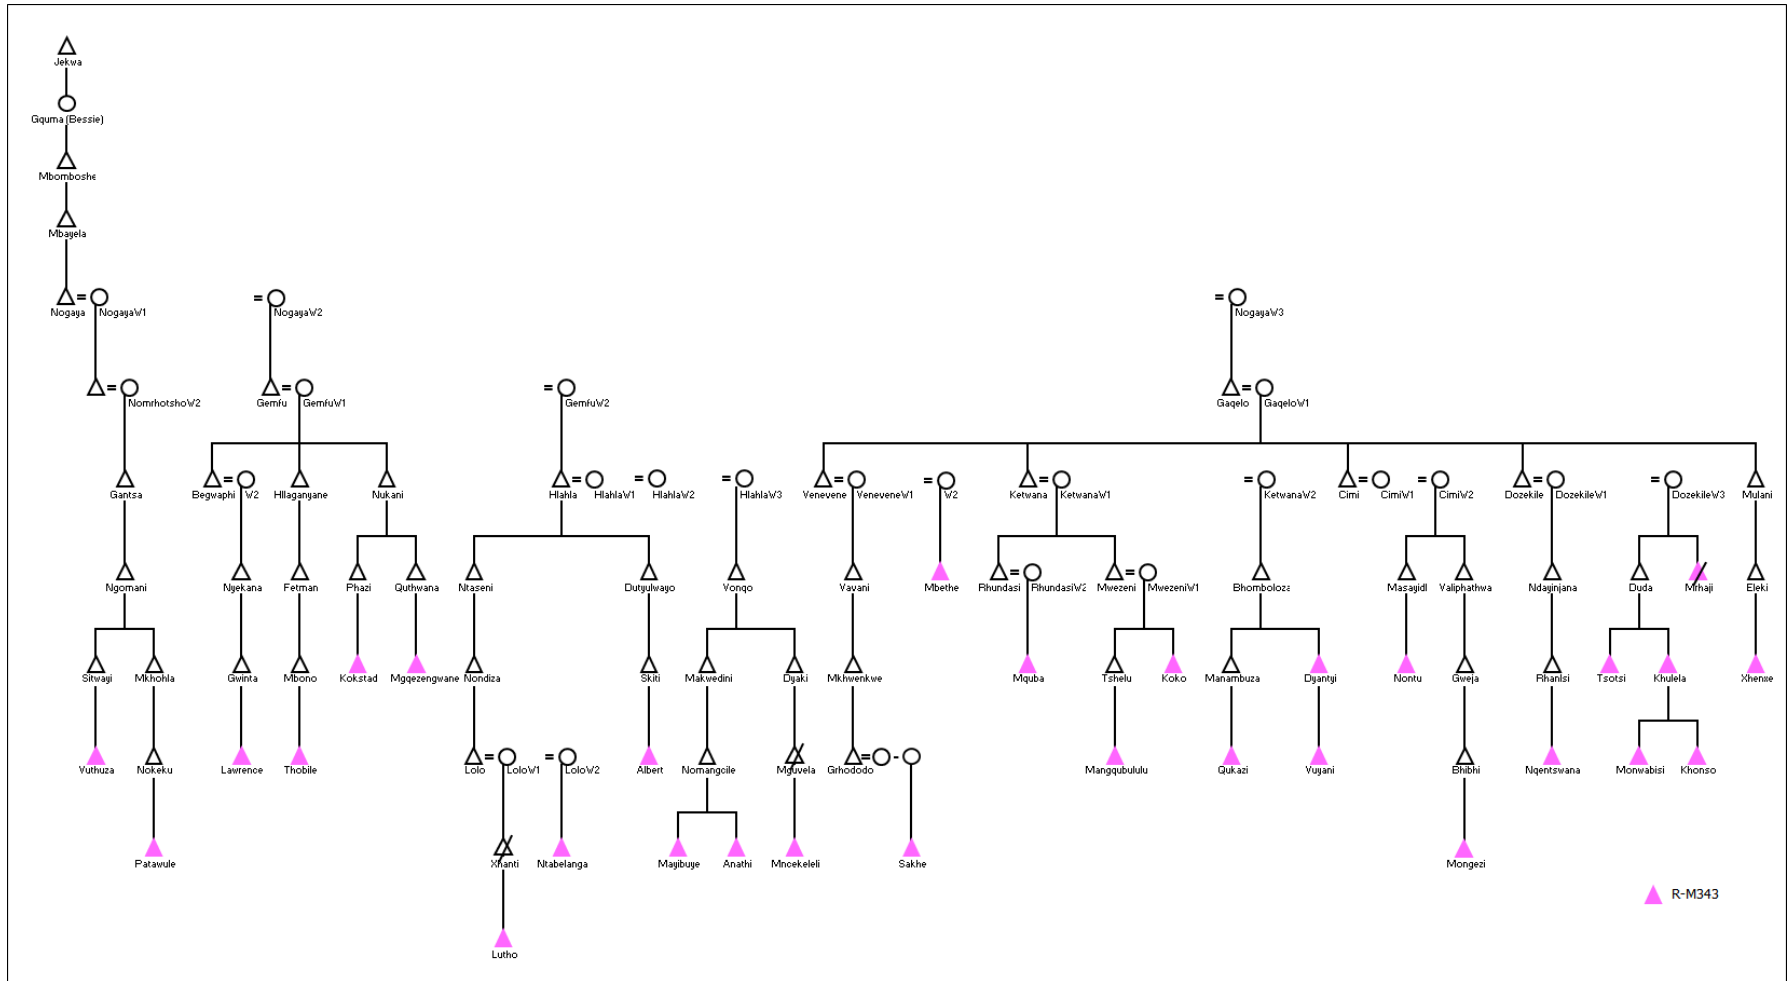 Jekwa
Gquma (Bessie)
Mbomboshe
Mbayela
Nogaya
NogayaW1
NogayaW2
NogayaW3
NomrhotshoW2
Gemfu
GemfuW1
GemfuW2
Gaqelo
GaqeloW1
Gantsa
Begwaphi
W2
Hllaganyane
Nukani
Hlahla
HlahlaW1
HlahlaW2
HlahlaW3
Venevene
VeneveneW1
W2
Ketwana
KetwanaW1
KetwanaW2
Cimi
CimiW1
CimiW2
Dozekile
DozekileW1
DozekileW3
Mulani
Ngomani
Nyekana
Fetman
Phazi
Quthwana
Ntaseni
Dutyulwayo
Vonqo
Vavani
Mbethe
Rhundasi
RhundasiW2
Mwezeni
MwezeniW1
Bhomboloza
Masayidl
Valiphathwa
Ndayinjana
Duda
Mrhaji
Eleki
Sitwayi
Mkhohla
Gwinta
Mbono
Kokstad
Mgqezengwane
Nondiza
Skiti
Makwedini
Dyaki
Mkhwenkwe
Mquba
Tshelu
Koko
Manambuza
Dyantyi
Nontu
Gweja
Rhanlsi
Tsotsi
Khulela
Xhenxe
Vuthuza
Nokeku
Lawrence
Thobile
Lolo
LoloW1
LoloW2
Albert
Nomangcile
Mguvela
Grhododo
Mangqubululu
Qukazi
Vuyani
Bhibhi
Nqentswana
Monwabisi
Khonso
Patawule
Xhanti
Ntabelanga
Mayibuye
Anathi
Mncekeleli
Sakhe
Mongezi
R-M343
Lutho